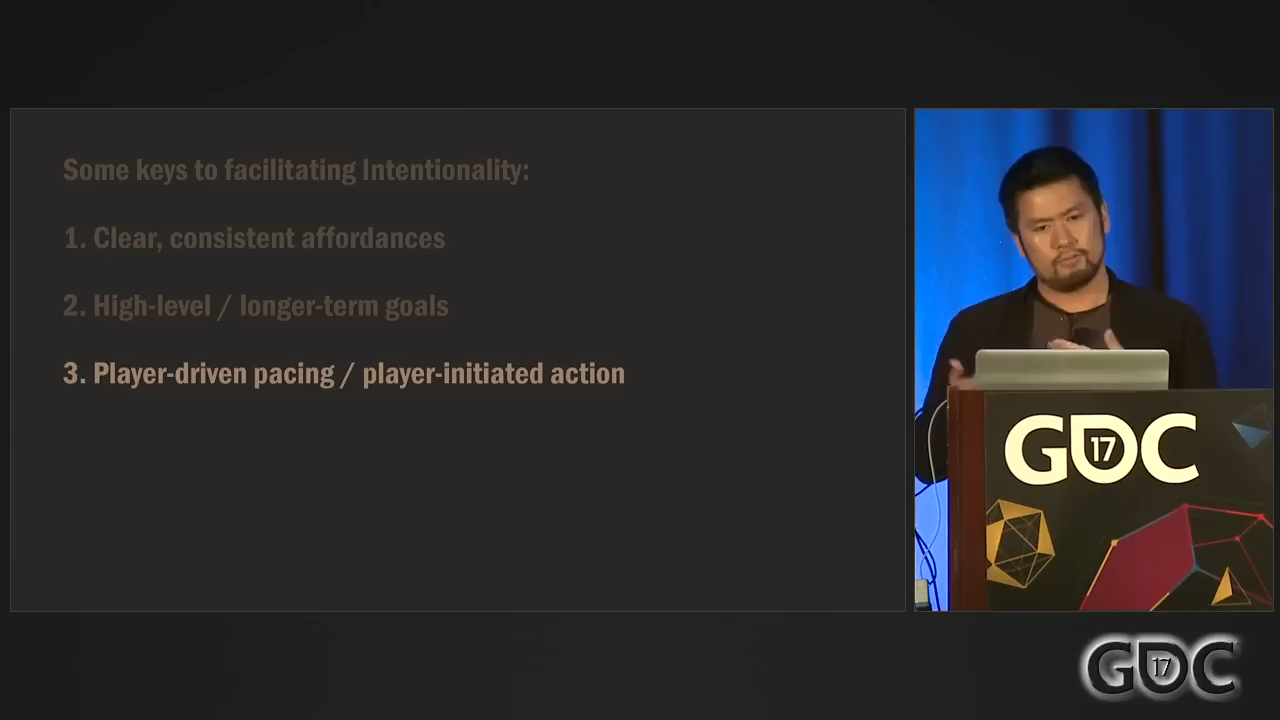 Some keys to facilitating Intentionality:
1. Clear, consistent affordances
2. High-level / longer-term goals
3. Player-driven pacing / player-initiated action
GDC
17
GDC
17